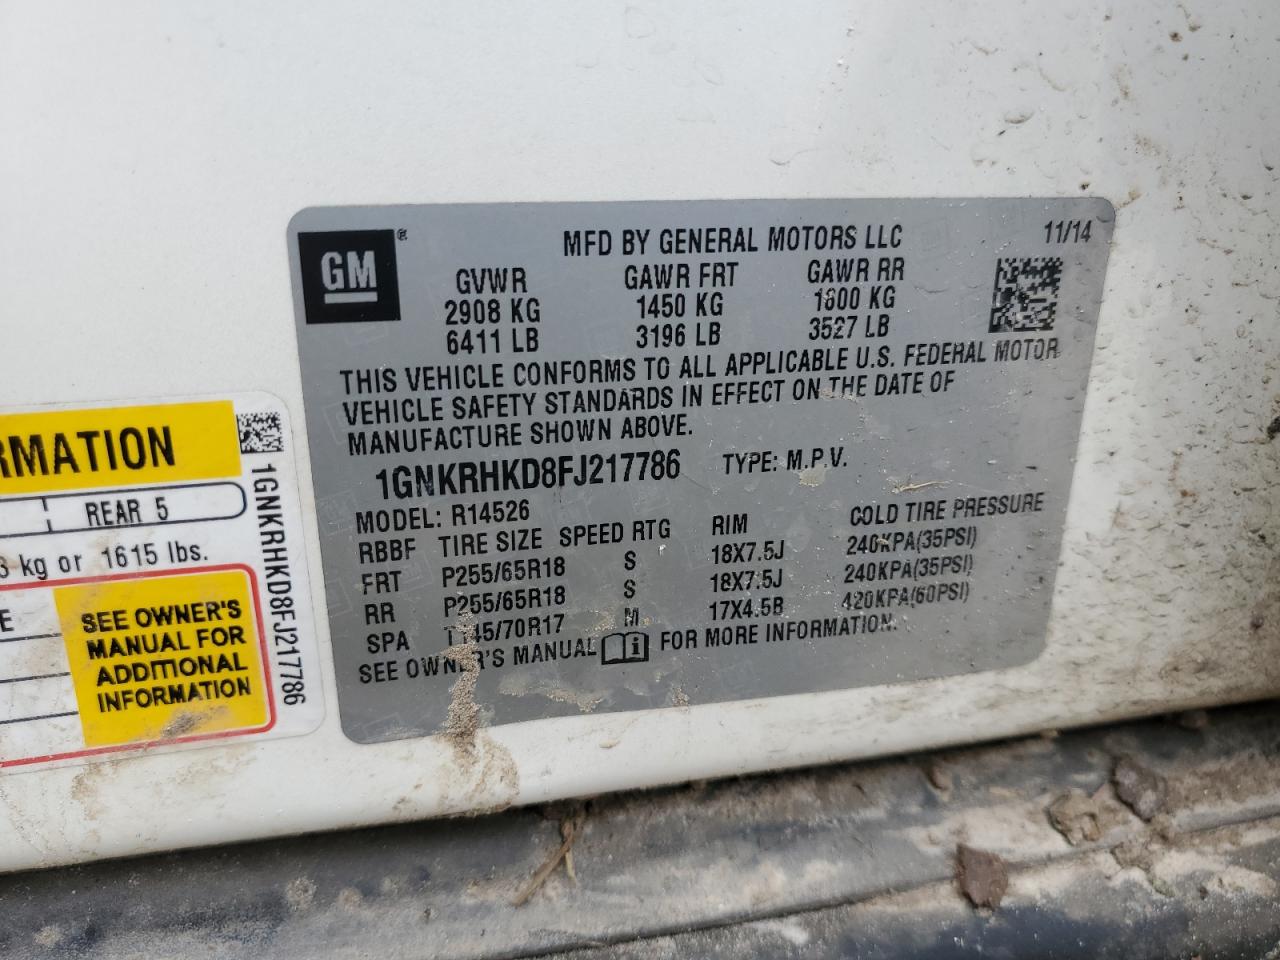 GM ®
MFD BY GENERAL MOTORS LLC 11/14
GVWR GAWR FRT GAWR RR
2908 KG 1450 KG 1600 KG
6411 LB 3196 LB 3527 LB
THIS VEHICLE CONFORMS TO ALL APPLICABLE U.S. FEDERAL MOTOR
VEHICLE SAFETY STANDARDS IN EFFECT ON THE DATE OF
MANUFACTURE SHOWN ABOVE.
1GNKRHKD8FJ217786 TYPE: M.P.V.
MODEL: R14526
RBBF TIRE SIZE SPEED RTG RIM COLD TIRE PRESSURE
FRT P255/65R18 S 18X7.5J 240KPA(35PSI)
RR P255/65R18 S 18X7.5J 240KPA(35PSI)
SPA T145/70R17 M 17X4.5B 420KPA(60PSI)
SEE OWNER'S MANUAL i FOR MORE INFORMATION.
RMATION
REAR 5
3 kg or 1615 lbs.
E
SEE OWNER'S
MANUAL FOR
ADDITIONAL
INFORMATION
1GNKRHKD8FJ217786